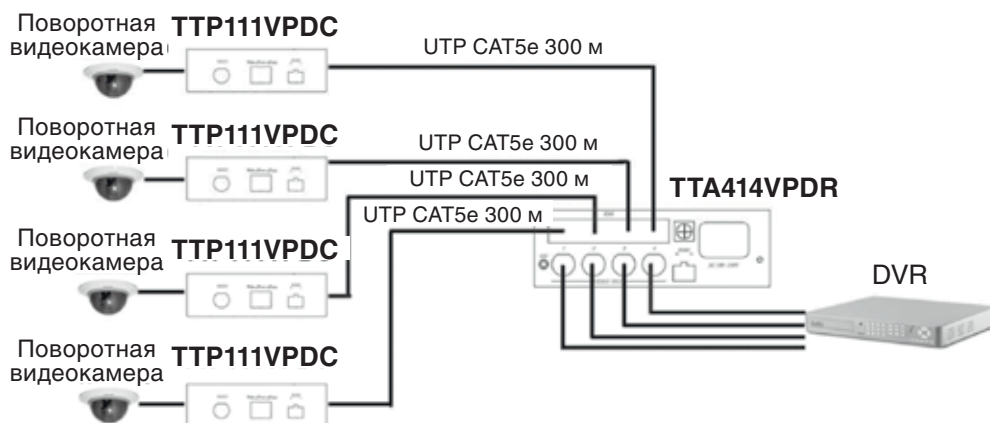 Поворотная
видеокамера
TTP111VPDC
UTP CAT5e 300 м
Поворотная
видеокамера
TTP111VPDC
UTP CAT5e 300 м
UTP CAT5e 300 м
TTA414VPDR
UTP CAT5e 300 м
Поворотная
видеокамера
TTP111VPDC
DVR
Поворотная
видеокамера
TTP111VPDC